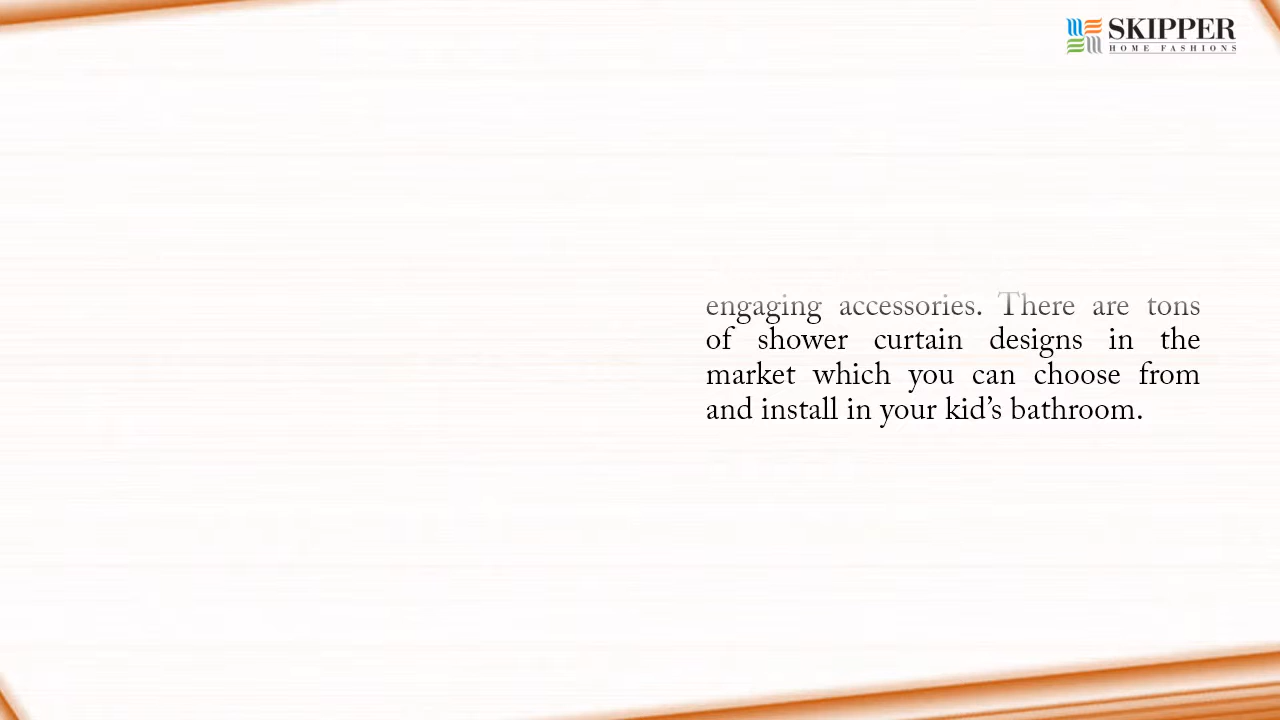 SKIPPER
HOME FASHIONS
engaging accessories. There are tons
of shower curtain designs in the
market which you can choose from
and install in your kid’s bathroom.